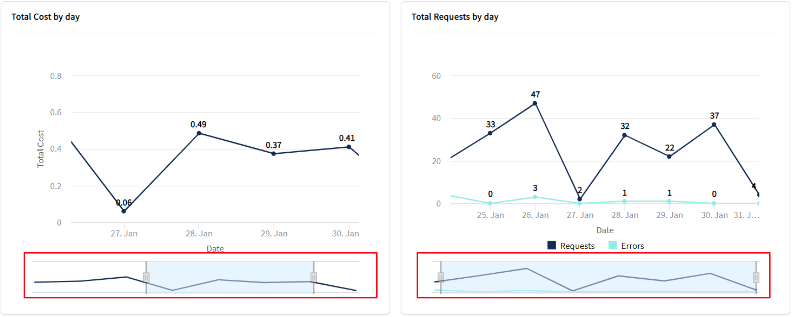 Total Cost by day
0.8
0.6
0.4
0.2
0
Total Cost
0.06
0.49
0.37
0.41
27. Jan
28. Jan
29. Jan
30. Jan
Date
Total Requests by day
60
40
20
0
33
47
2
32
22
37
4
0
3
1
1
0
25. Jan
26. Jan
27. Jan
28. Jan
29. Jan
30. Jan
31. J...
Date
Requests
Errors